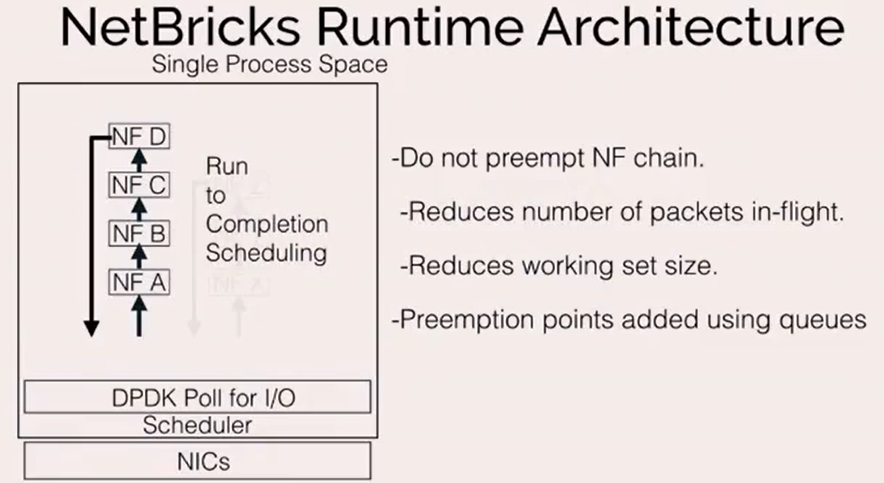 NetBricks Runtime Architecture
Single Process Space
NF D
NF C
NF B
NF A
Run
to
Completion
Scheduling
DPDK Poll for I/O
Scheduler
NICs
-Do not preempt NF chain.
-Reduces number of packets in-flight.
-Reduces working set size.
-Preemption points added using queues